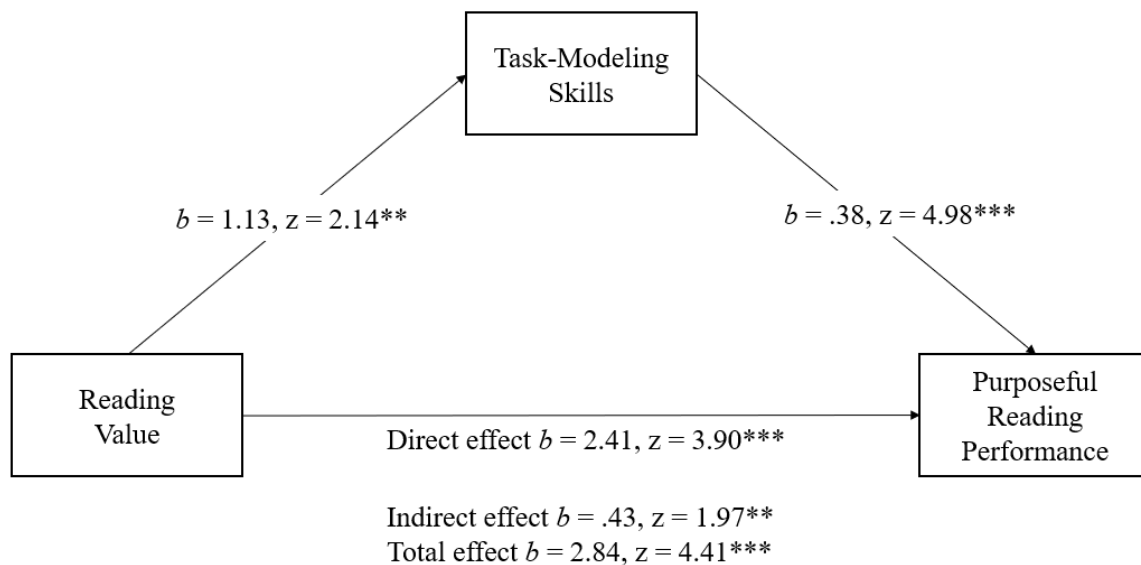 Task-Modeling
Skills
b = 1.13, z = 2.14**
b = .38, z = 4.98***
Reading
Value
Purposeful
Reading
Performance
Direct effect b = 2.41, z = 3.90***
Indirect effect b = .43, z = 1.97**
Total effect b = 2.84, z = 4.41***